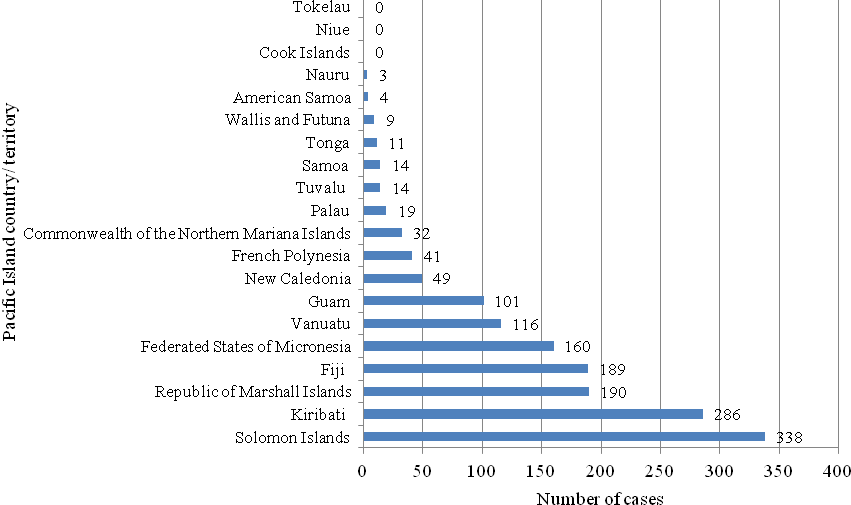 Tokelau 0
Niue 0
Cook Islands 0
Nauru 3
American Samoa 4
Wallis and Futuna 9
Tonga 11
Samoa 14
Tuvalu 14
Palau 19
Commonwealth of the Northern Mariana Islands 32
French Polynesia 41
New Caledonia 49
Guam 101
Vanuatu 116
Federated States of Micronesia 160
Fiji 189
Republic of Marshall Islands 190
Kiribati 286
Solomon Islands 338
0 50 100 150 200 250 300 350 400
Number of cases
Pacific Island country/territory